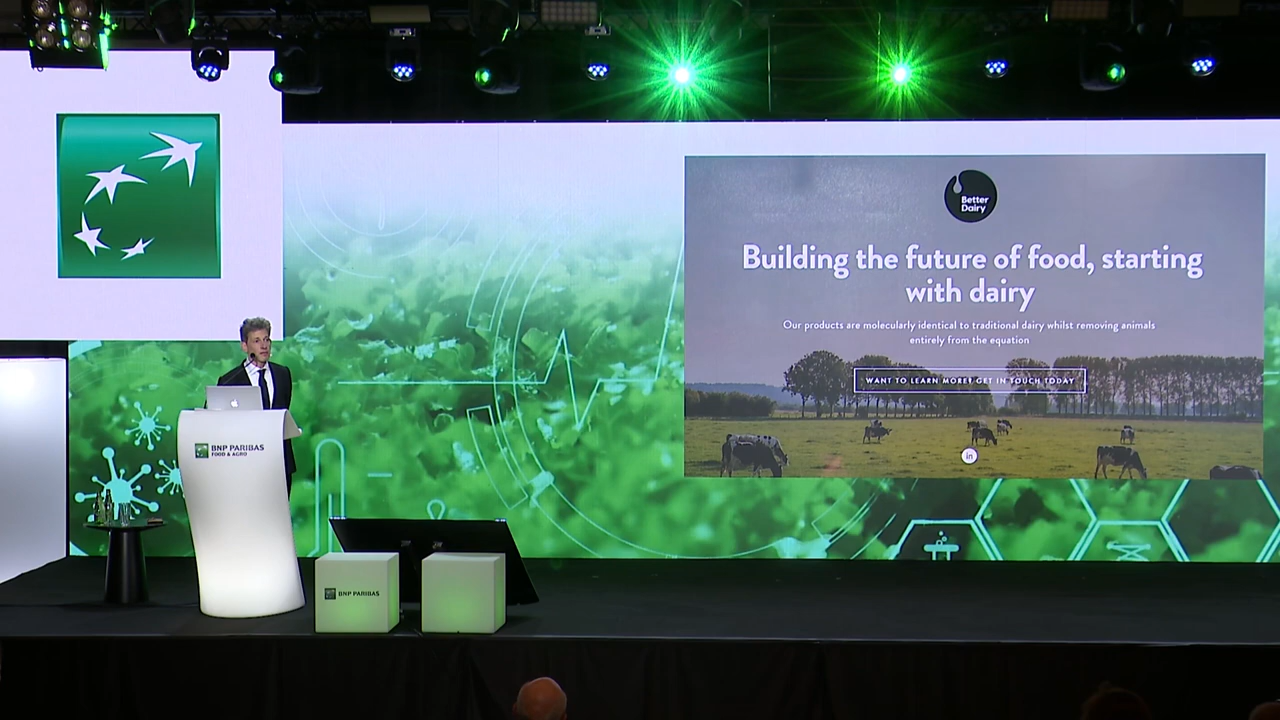 Better
Dairy
Building the future of food, starting
with dairy
Our products are molecularly identical to traditional dairy whilst removing animals
entirely from the equation
WANT TO LEARN MORE? GET IN TOUCH TODAY
in
BNP PARIBAS
FOOD & AGRO
BNP PARIBAS